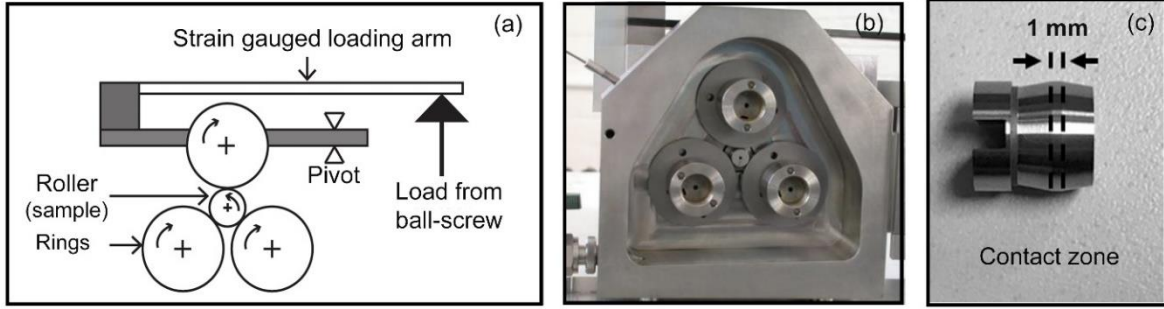 (a)
Strain gauged loading arm
Pivot
Load from
ball-screw
Roller
(sample)
Rings
(b)
(c)
1 mm
Contact zone